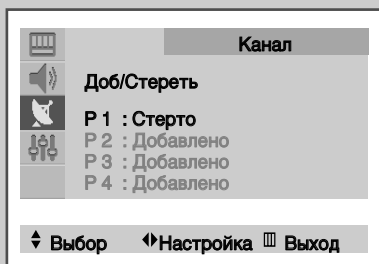 Канал
Доб/Стереть
P 1 : Стерто
P 2 : Добавлено
P 3 : Добавлено
P 4 : Добавлено
Выбор Настройка Выход